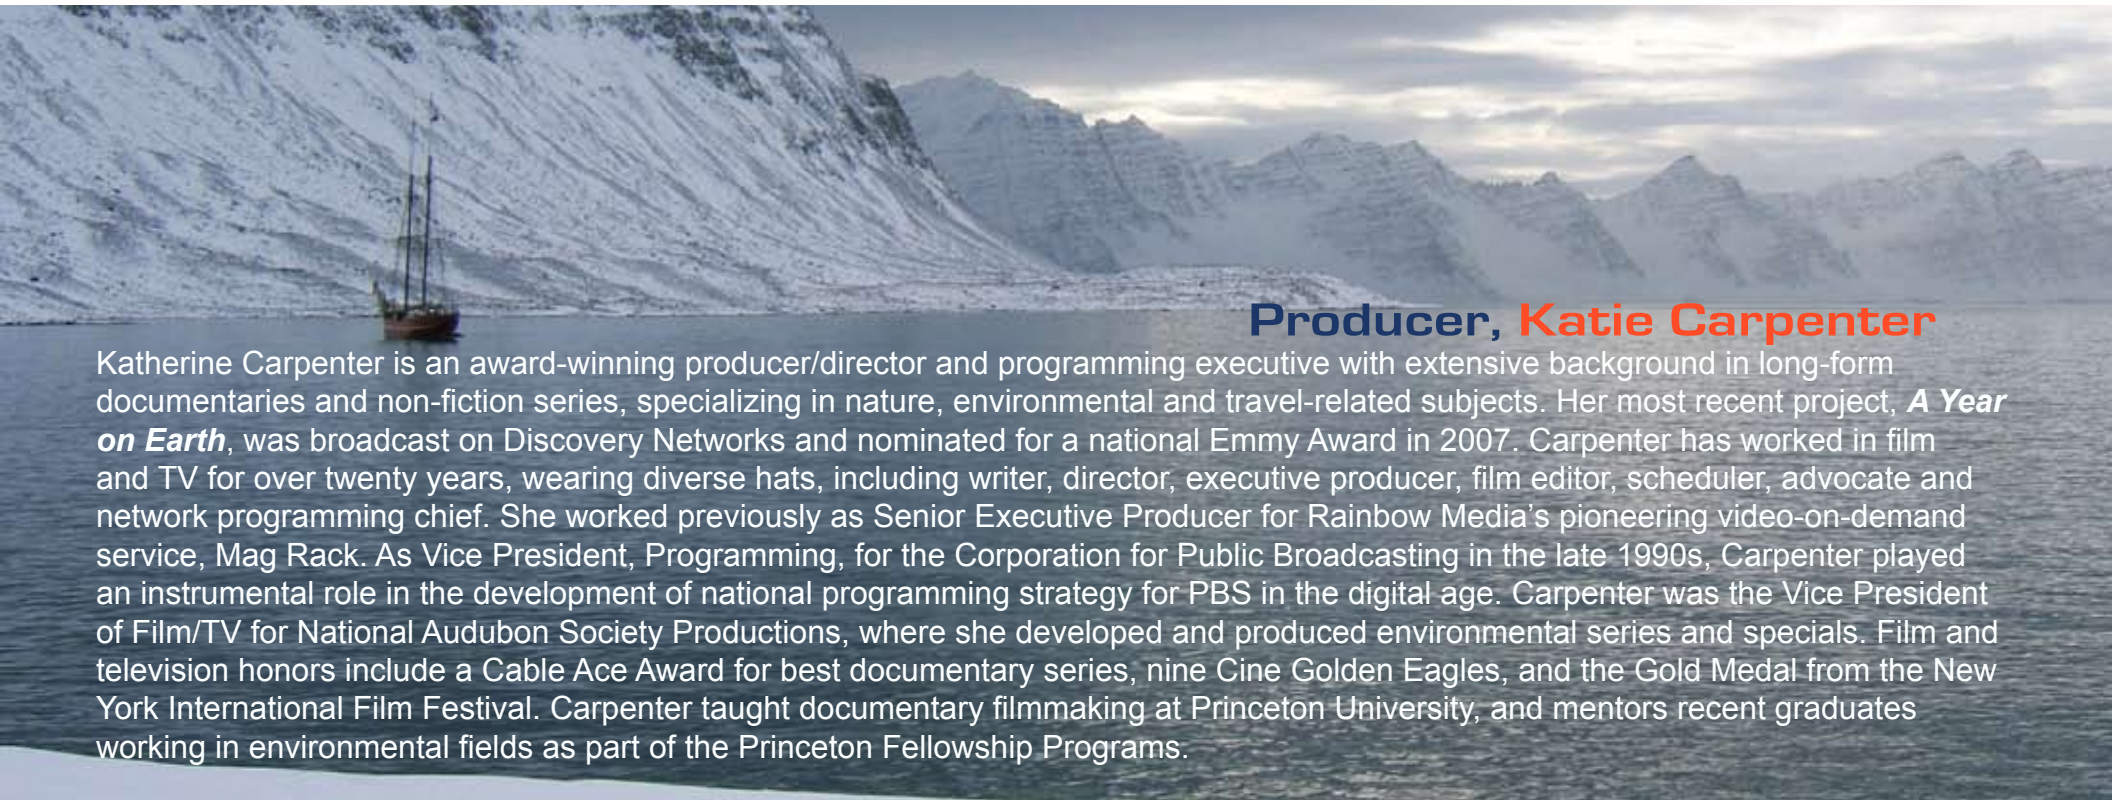 Producer, Katie Carpenter
Katherine Carpenter is an award-winning producer/director and programming executive with extensive background in long-form
documentaries and non-fiction series, specializing in nature, environmental and travel-related subjects. Her most recent project, A Year
on Earth, was broadcast on Discovery Networks and nominated for a national Emmy Award in 2007. Carpenter has worked in film
and TV for over twenty years, wearing diverse hats, including writer, director, executive producer, film editor, scheduler, advocate and
network programming chief. She worked previously as Senior Executive Producer for Rainbow Media’s pioneering video-on-demand
service, Mag Rack. As Vice President, Programming, for the Corporation for Public Broadcasting in the late 1990s, Carpenter played
an instrumental role in the development of national programming strategy for PBS in the digital age. Carpenter was the Vice President
of Film/TV for National Audubon Society Productions, where she developed and produced environmental series and specials. Film and
television honors include a Cable Ace Award for best documentary series, nine Cine Golden Eagles, and the Gold Medal from the New
York International Film Festival. Carpenter taught documentary filmmaking at Princeton University, and mentors recent graduates
working in environmental fields as part of the Princeton Fellowship Programs.